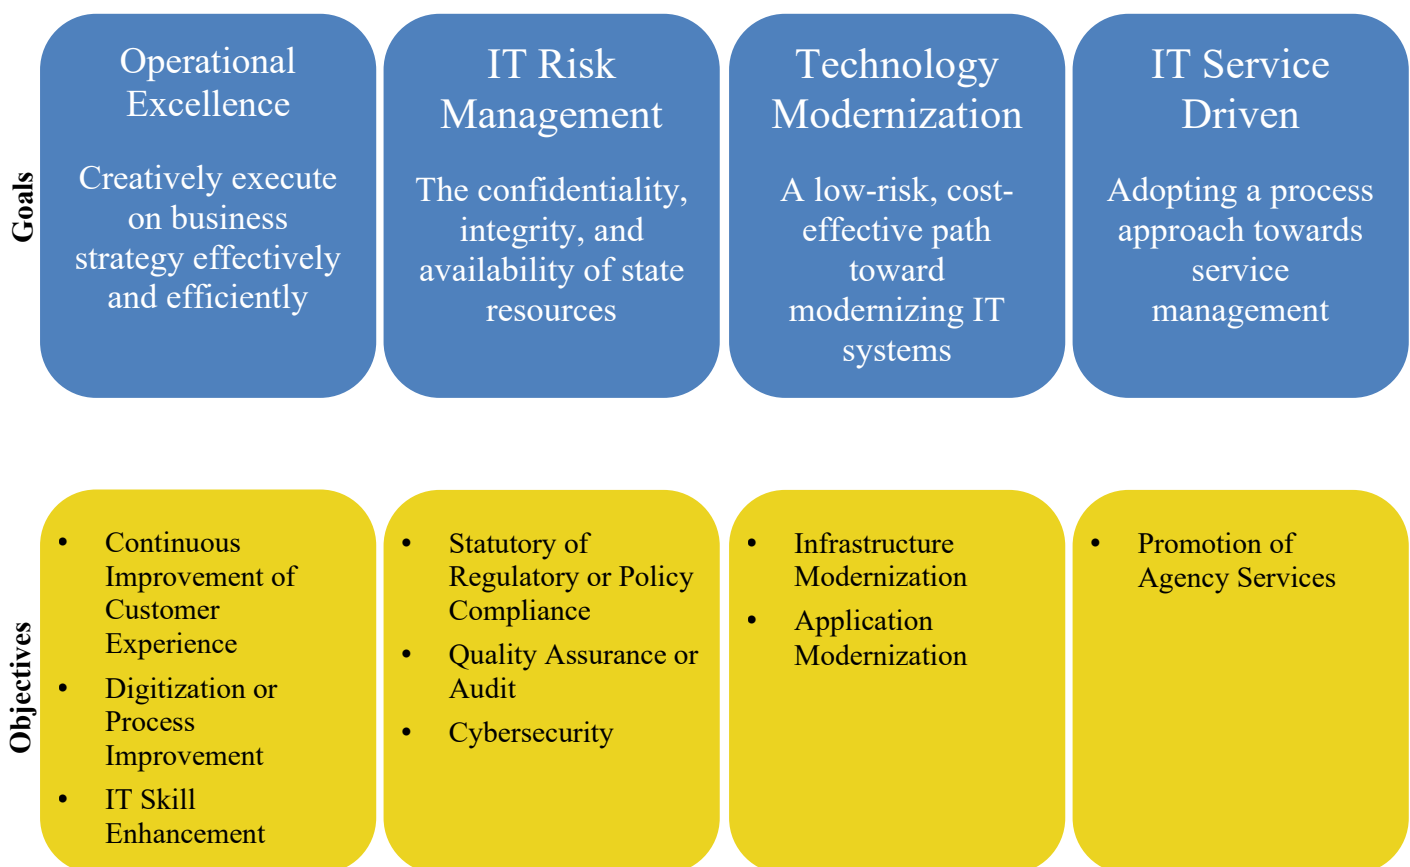 Goals
Operational
Excellence
Creatively execute
on business
strategy effectively
and efficiently
IT Risk
Management
The confidentiality,
integrity, and
availability of state
resources
Technology
Modernization
A low-risk, cost-
effective path
toward
modernizing IT
systems
IT Service
Driven
Adopting a process
approach towards
service
management
Objectives
• Continuous
Improvement of
Customer
Experience
• Digitization or
Process
Improvement
• IT Skill
Enhancement
• Statutory of
Regulatory or Policy
Compliance
• Quality Assurance or
Audit
• Cybersecurity
• Infrastructure
Modernization
• Application
Modernization
• Promotion of
Agency Services